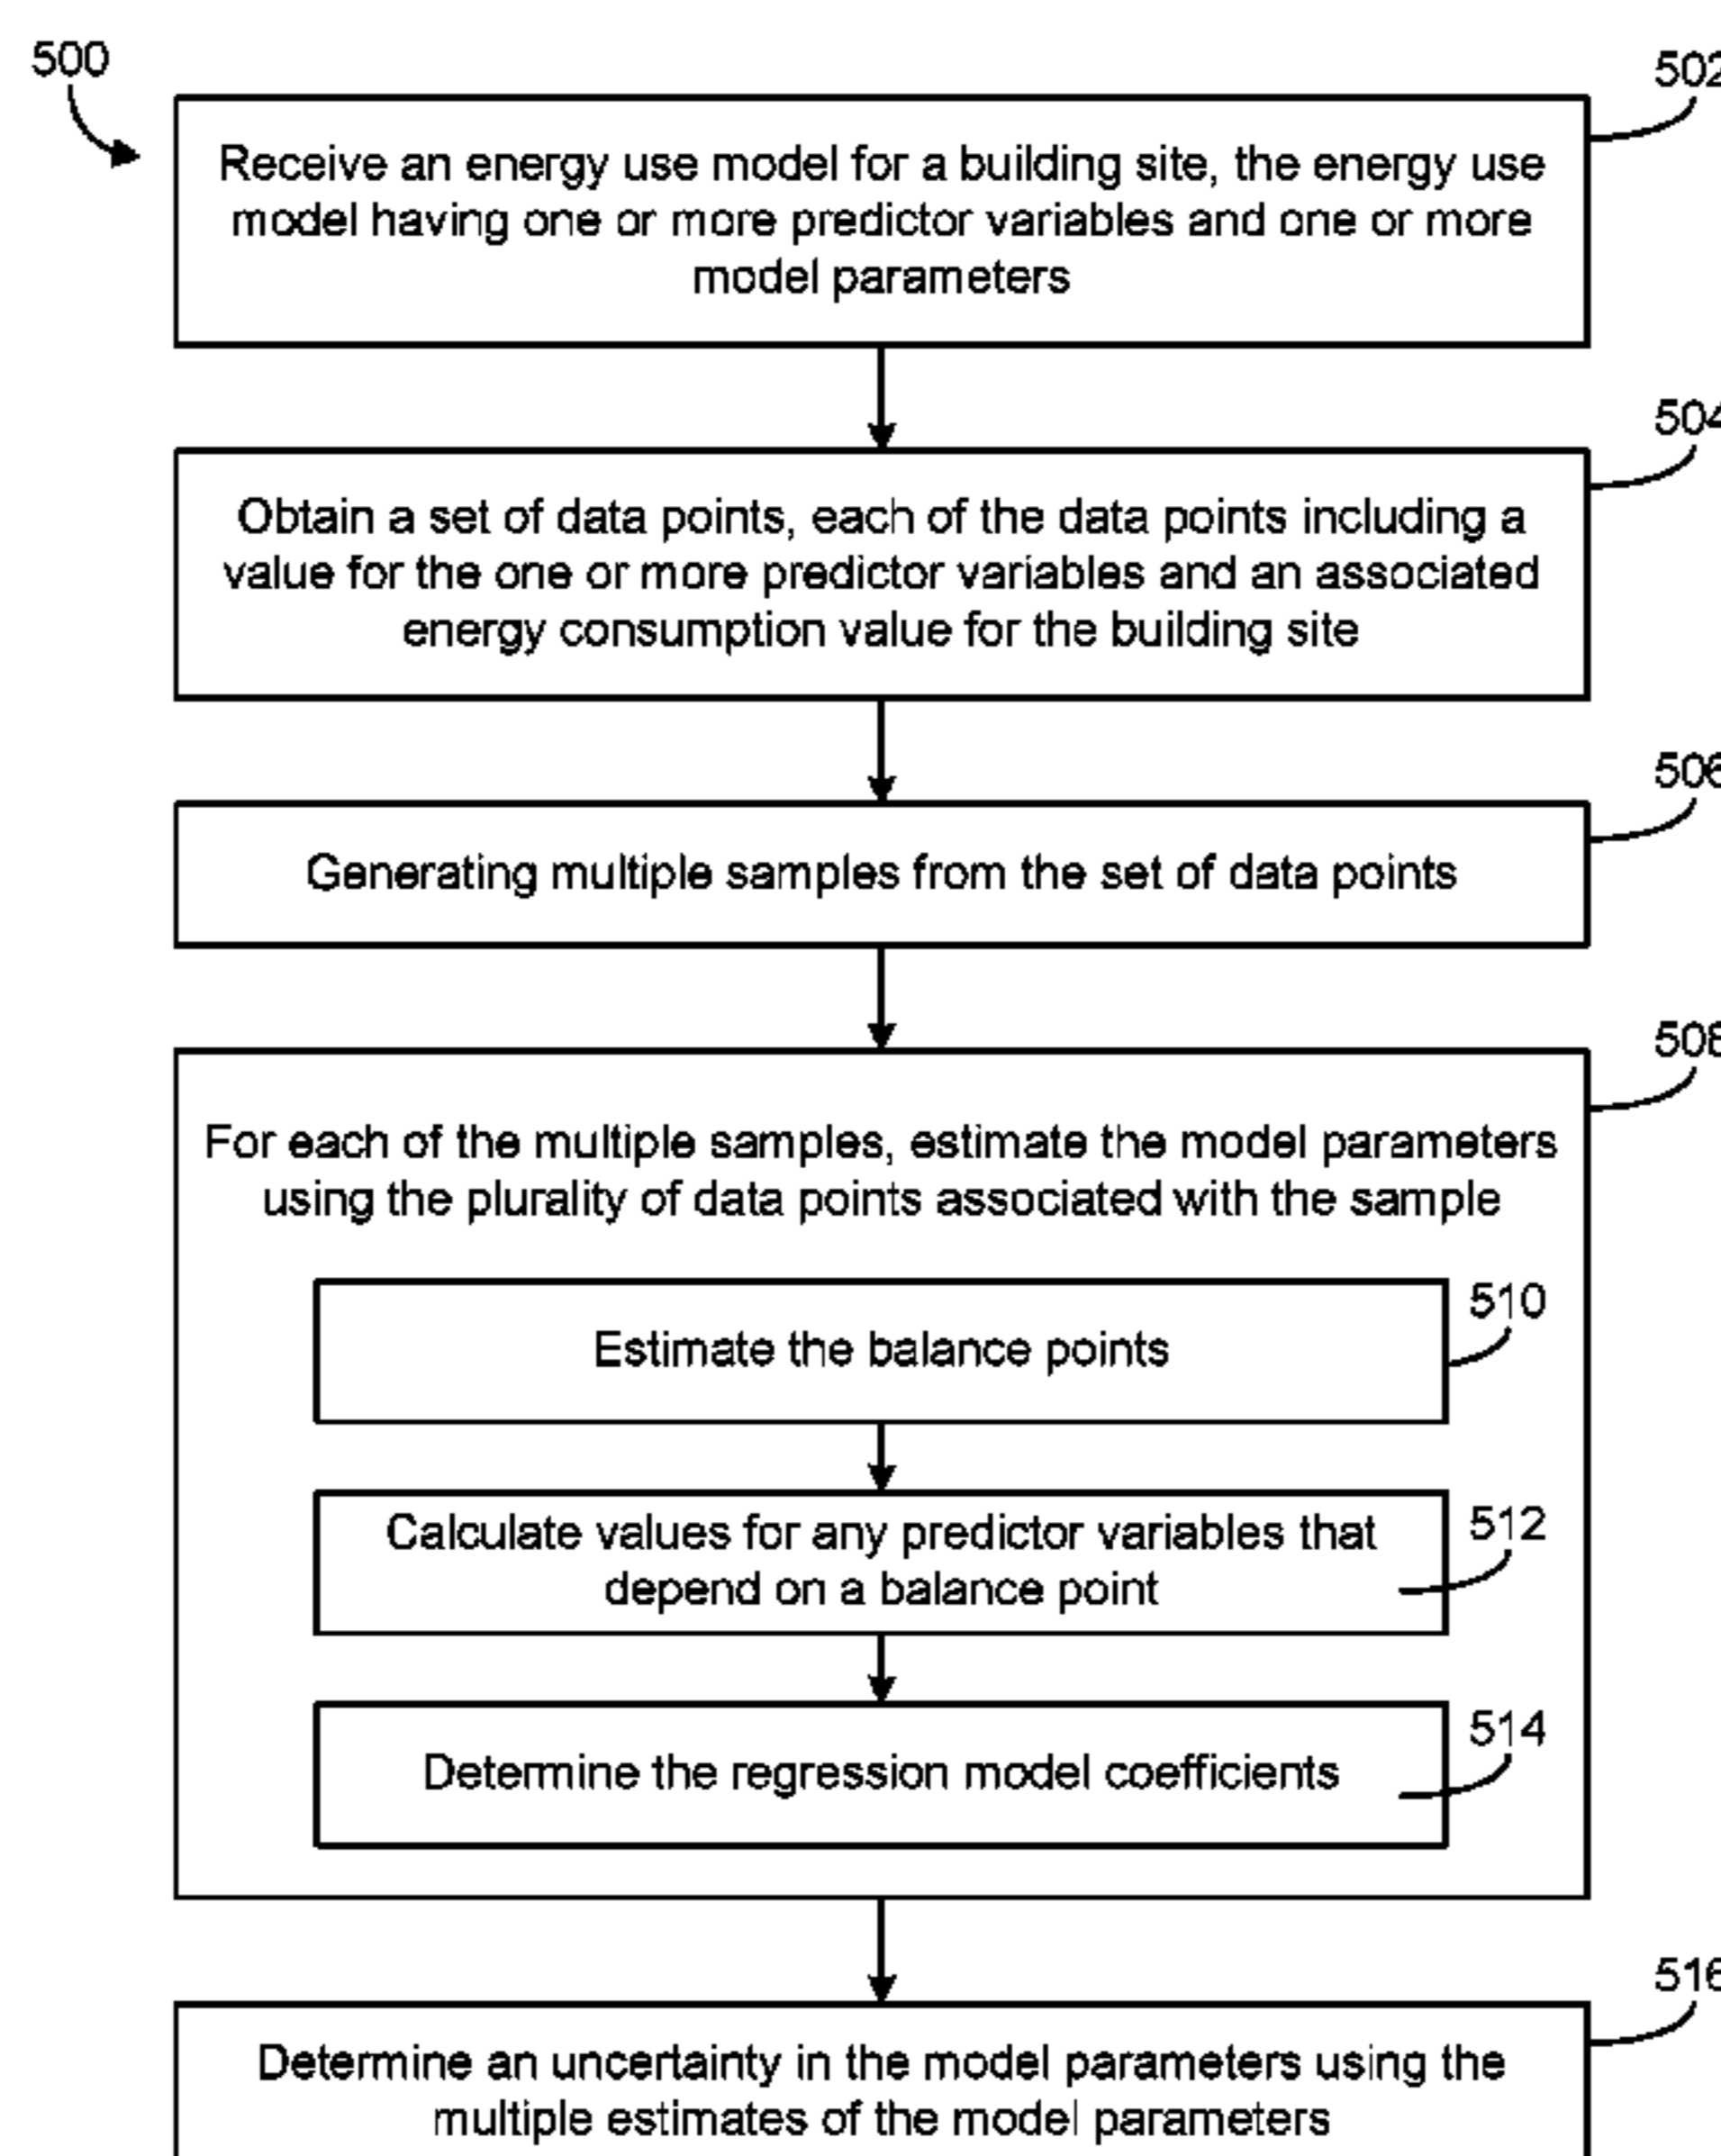 500
502
Receive an energy use model for a building site, the energy use
model having one or more predictor variables and one or more
model parameters
504
Obtain a set of data points, each of the data points including a
value for the one or more predictor variables and an associated
energy consumption value for the building site
506
Generating multiple samples from the set of data points
508
For each of the multiple samples, estimate the model parameters
using the plurality of data points associated with the sample
510
Estimate the balance points
512
Calculate values for any predictor variables that
depend on a balance point
514
Determine the regression model coefficients
516
Determine an uncertainty in the model parameters using the
multiple estimates of the model parameters